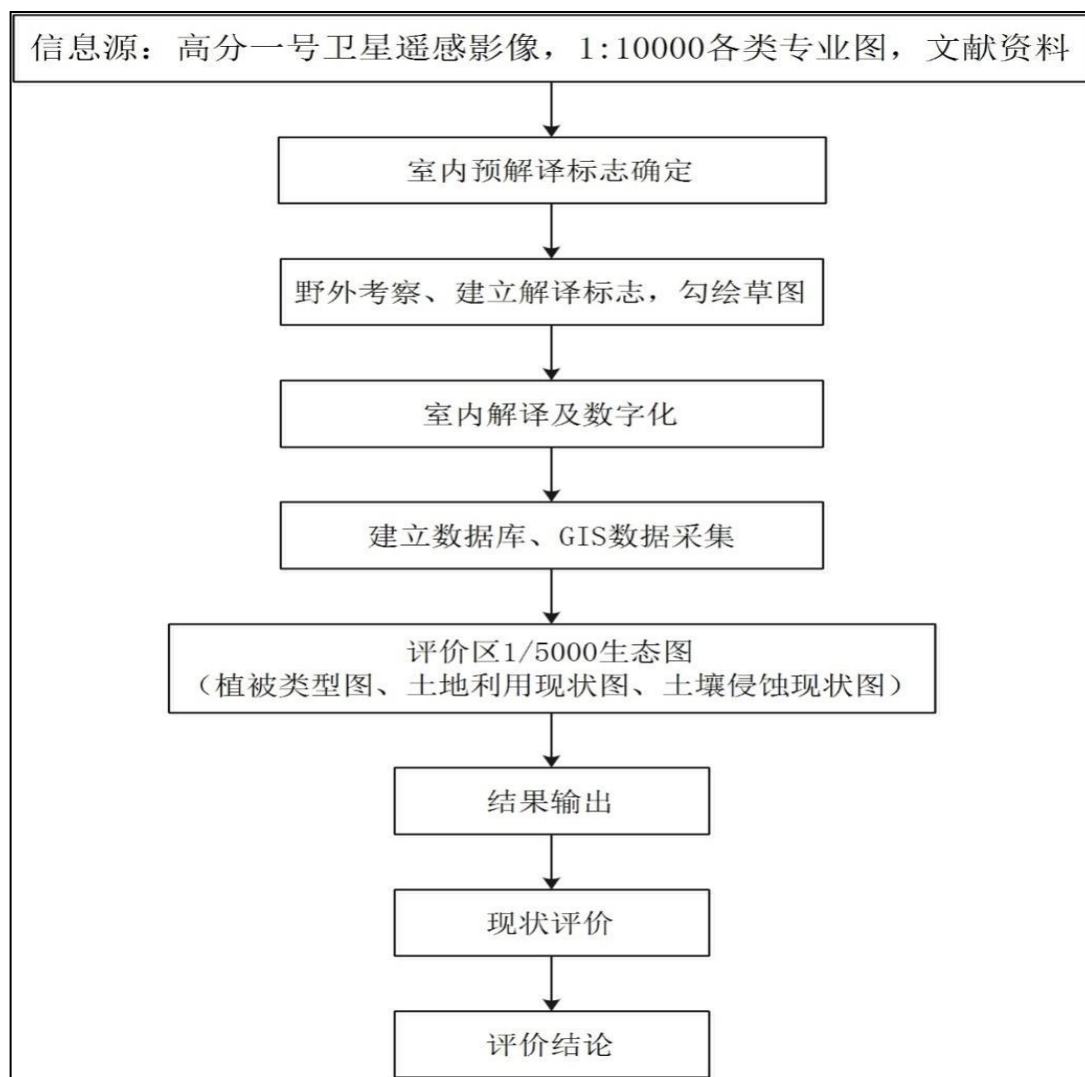 信息源：高分一号卫星遥感影像，1:10000各类专业图，文献资料
室内预解译标志确定
野外考察、建立解译标志，勾绘草图
室内解译及数字化
建立数据库、GIS数据采集
评价区1/5000生态图
（植被类型图、土地利用现状图、土壤侵蚀现状图）
结果输出
现状评价
评价结论